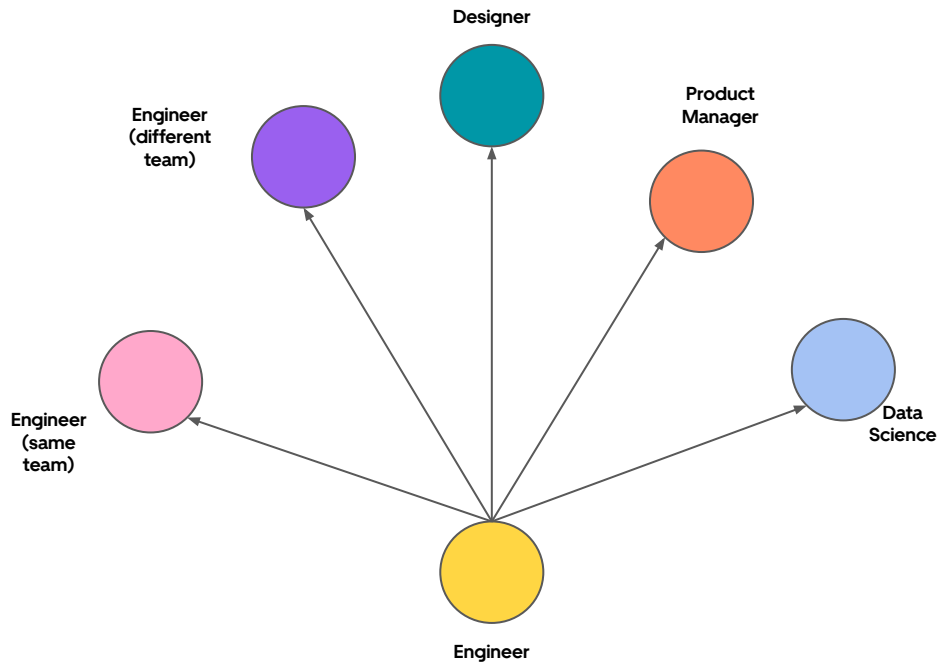 Designer
Engineer
(different
team)
Product
Manager
Engineer
(same
team)
Data
Science
Engineer